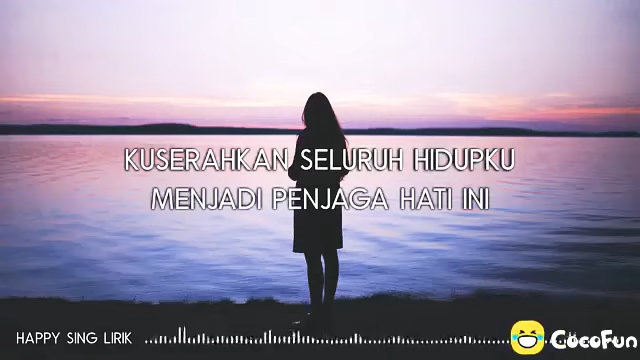 KUSERAHKAN SELURUH HIDUPKU
MENJADI PENJAGA HATI INI
HAPPY SING LIRIK
CocoFun